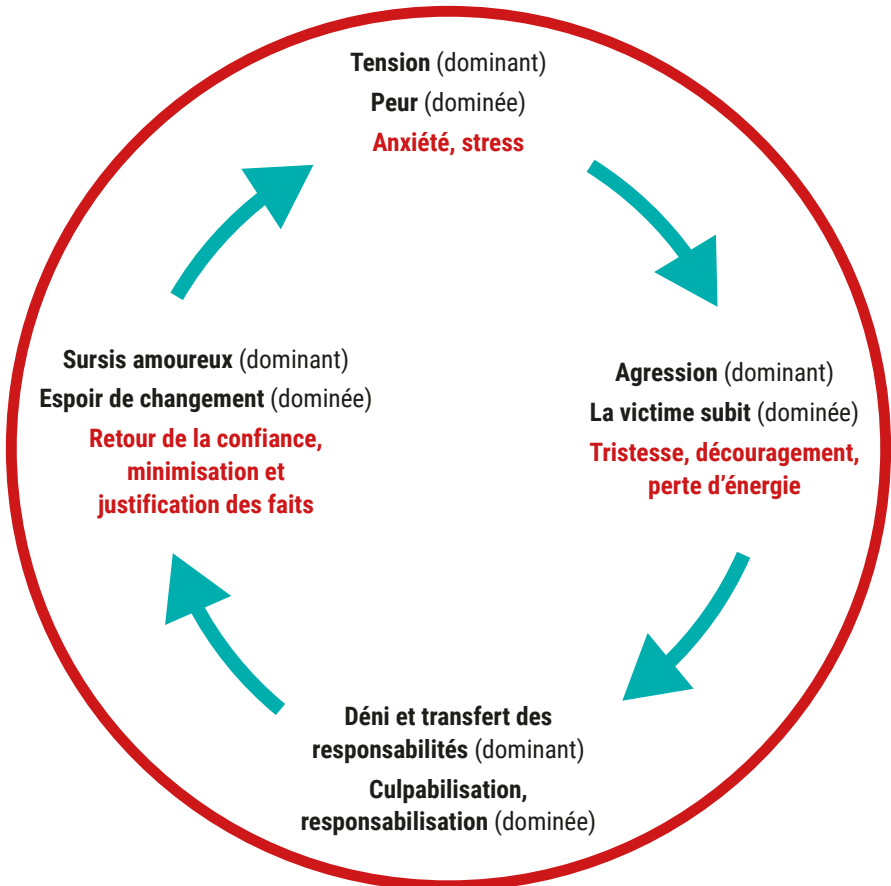 Tension (dominant)
Peur (dominée)
Anxiété, stress
Agression (dominant)
La victime subit (dominée)
Tristesse, découragement,
perte d’énergie
Déni et transfert des
responsabilités (dominant)
Culpabilisation,
responsabilisation (dominée)
Sursis amoureux (dominant)
Espoir de changement (dominée)
Retour de la confiance,
minimisation et
justification des faits